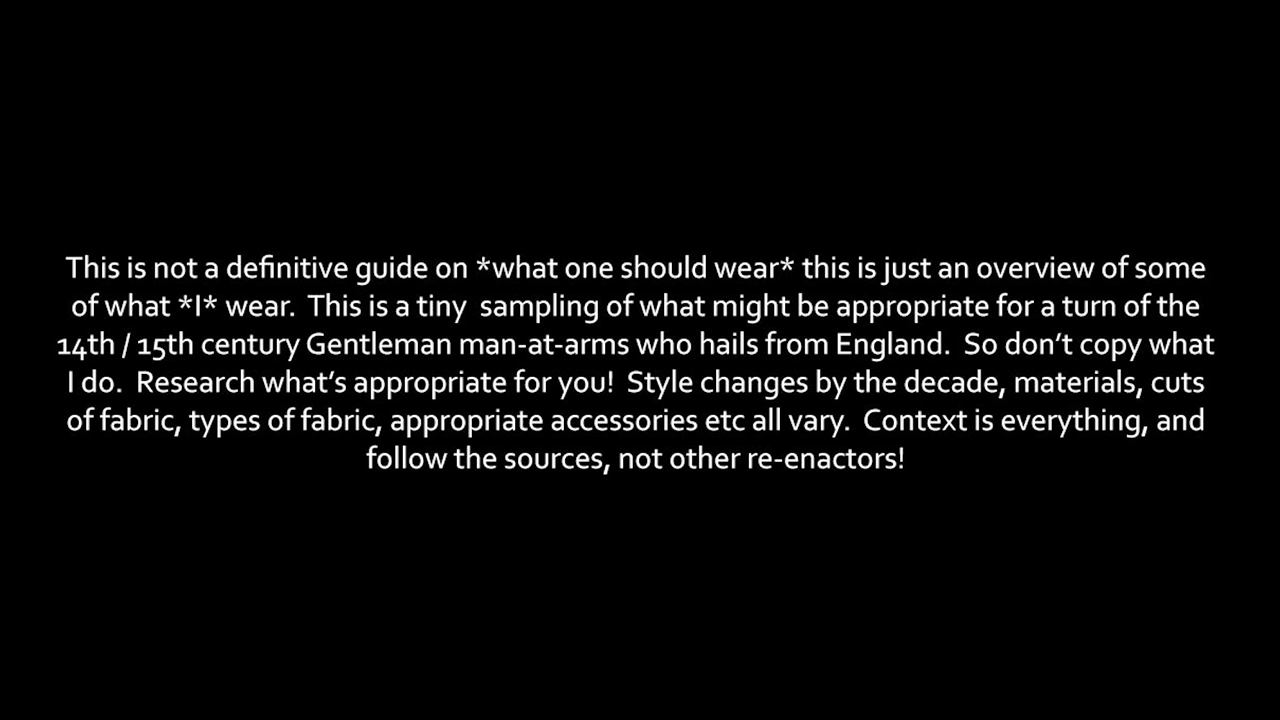 This is not a definitive guide on *what one should wear* this is just an overview of some
of what *I* wear.  This is a tiny  sampling of what might be appropriate for a turn of the
14th / 15th century Gentleman man-at-arms who hails from England.  So don’t copy what
I do.  Research what’s appropriate for you!  Style changes by the decade, materials, cuts
of fabric, types of fabric, appropriate accessories etc all vary.  Context is everything, and
follow the sources, not other re-enactors!